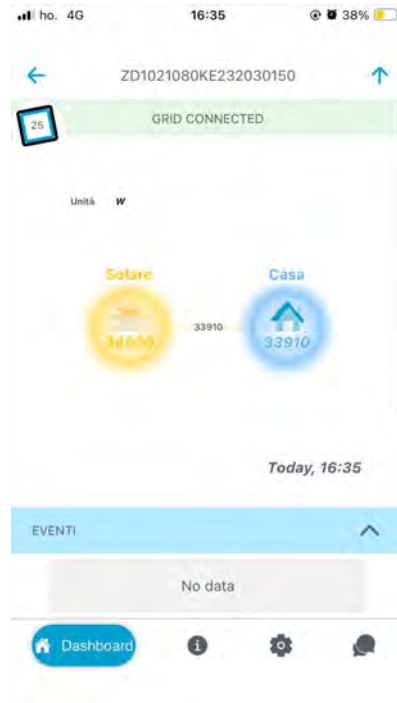 ho. 4G 16:35 38%
ZD1021080KE232030150
25 GRID CONNECTED
Unità W
Solare Casa
33910
34600 33910
Today, 16:35
EVENTI
No data
Dashboard